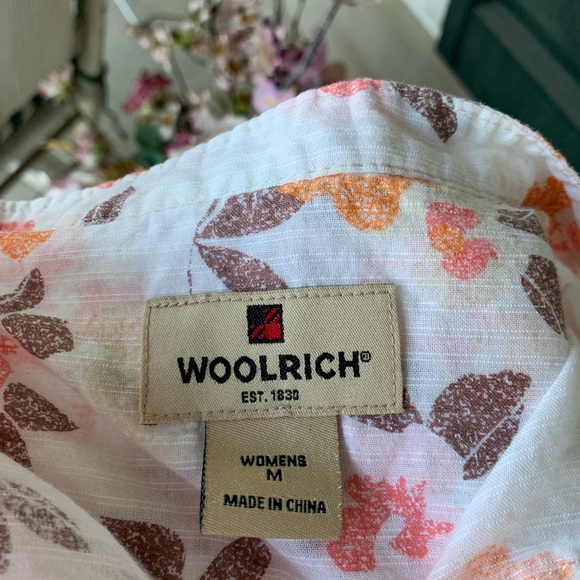 WOOLRICH®
EST. 1830
WOMENS
M
MADE IN CHINA